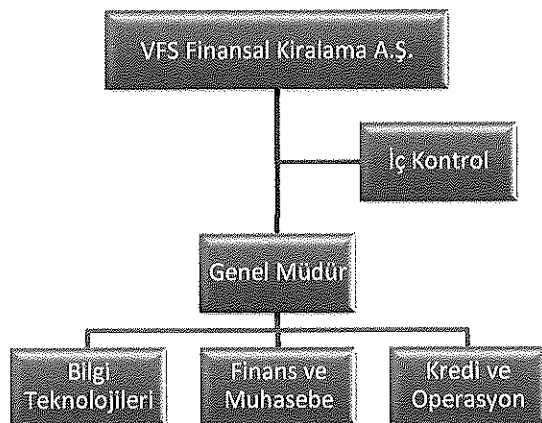 VFS Finansal Kiralama A.Ş.
İç Kontrol
Genel Müdür
Bilgi
Teknolojileri
Finans ve
Muhasebe
Kredi ve
Operasyon